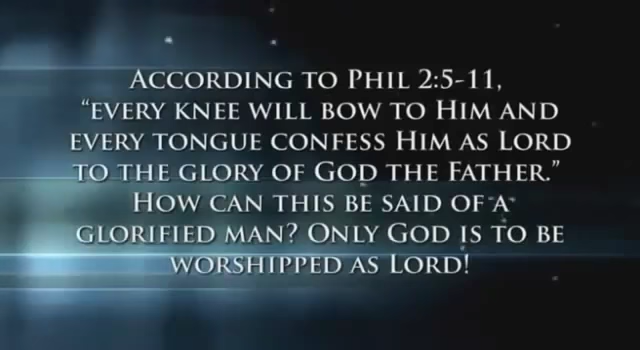 According to Phil 2:5-11,
“every knee will bow to Him and
every tongue confess Him as Lord
to the glory of God the Father.”
How can this be said of a
glorified man? Only God is to be
worshipped as Lord!